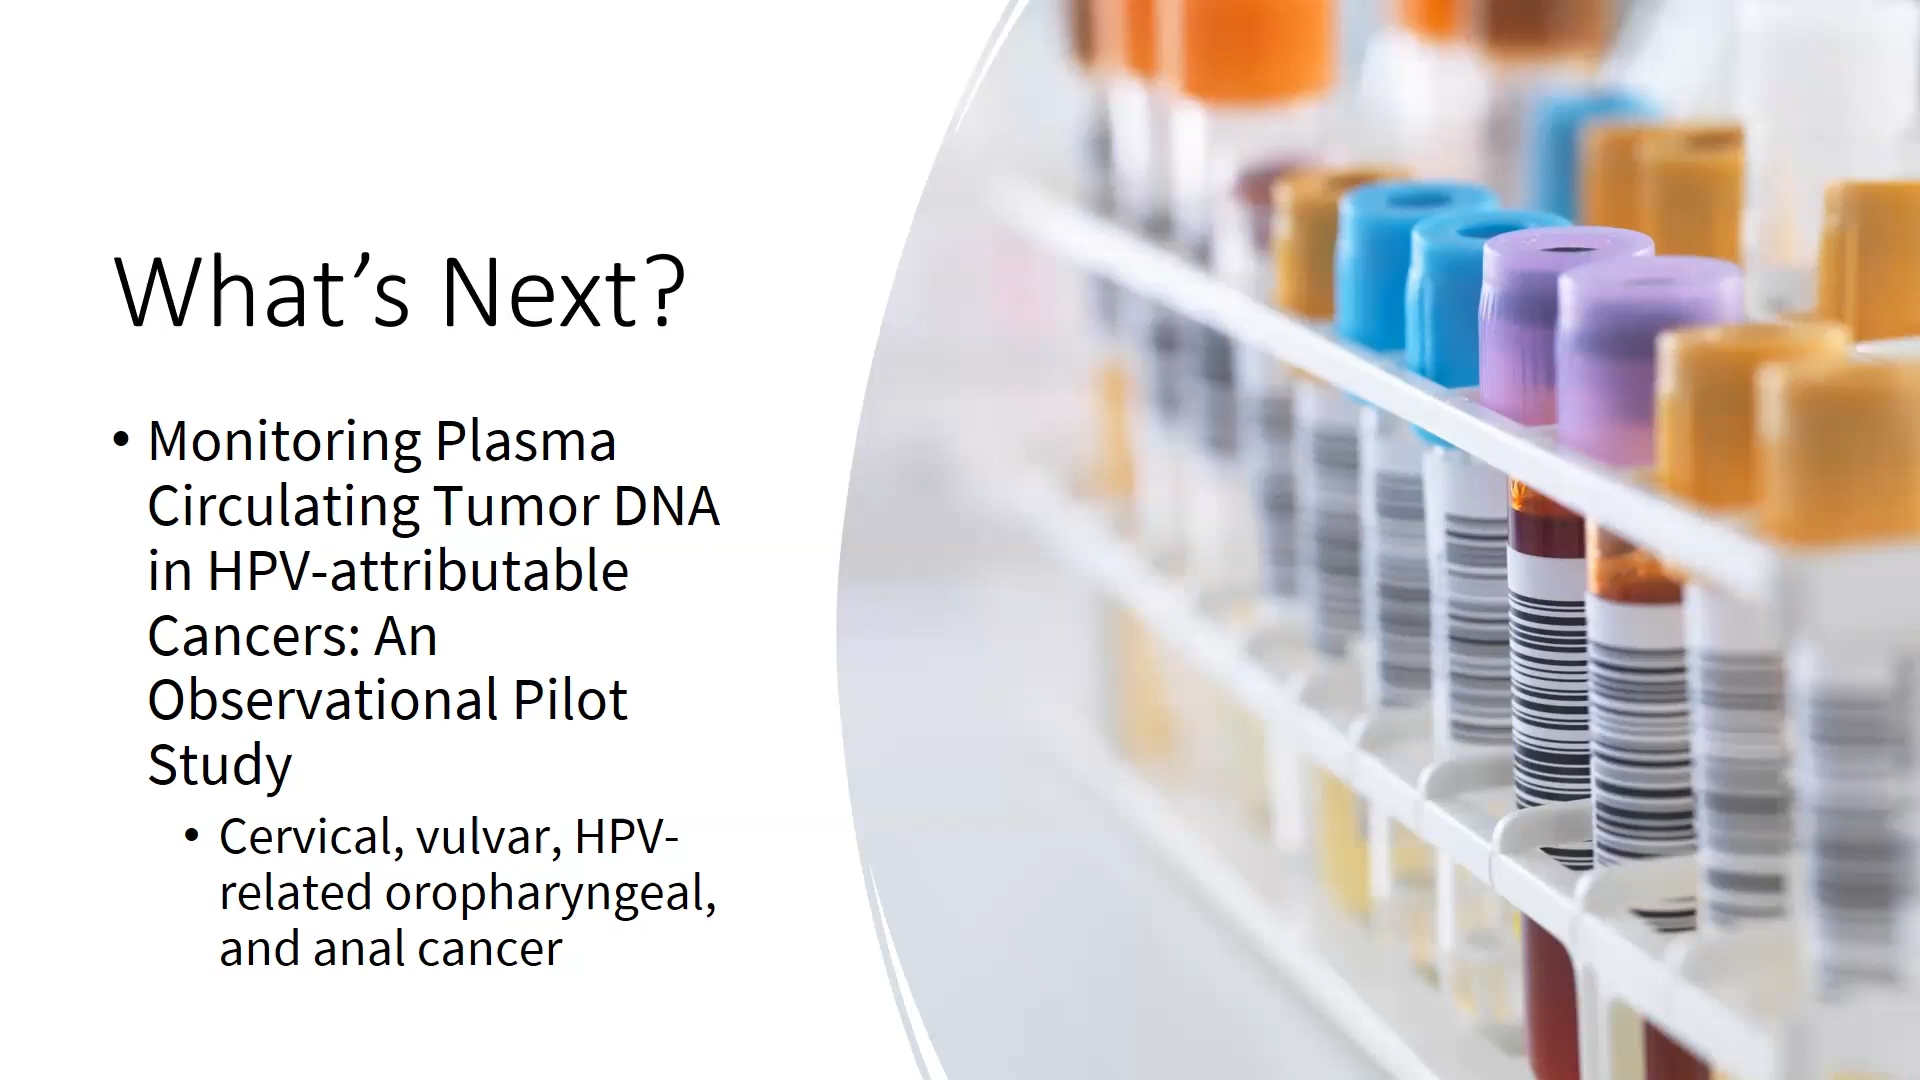 What’s Next?
• Monitoring Plasma
Circulating Tumor DNA
in HPV-attributable
Cancers: An
Observational Pilot
Study
• Cervical, vulvar, HPV-
related oropharyngeal,
and anal cancer